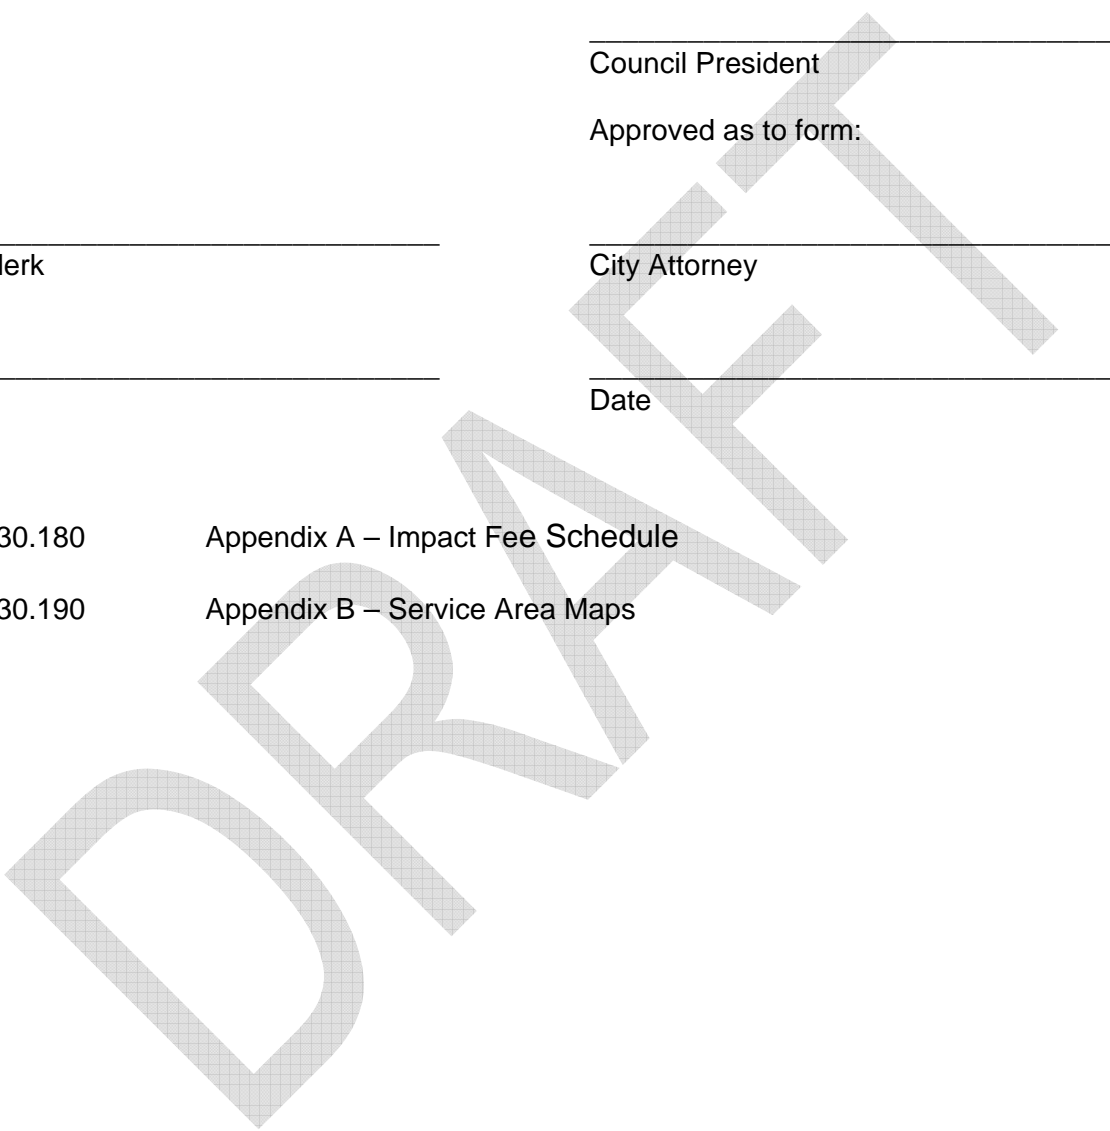 Council President
Approved as to form:
lerk
City Attorney
Date
30.180 Appendix A – Impact Fee Schedule
30.190 Appendix B – Service Area Maps
DRAFT